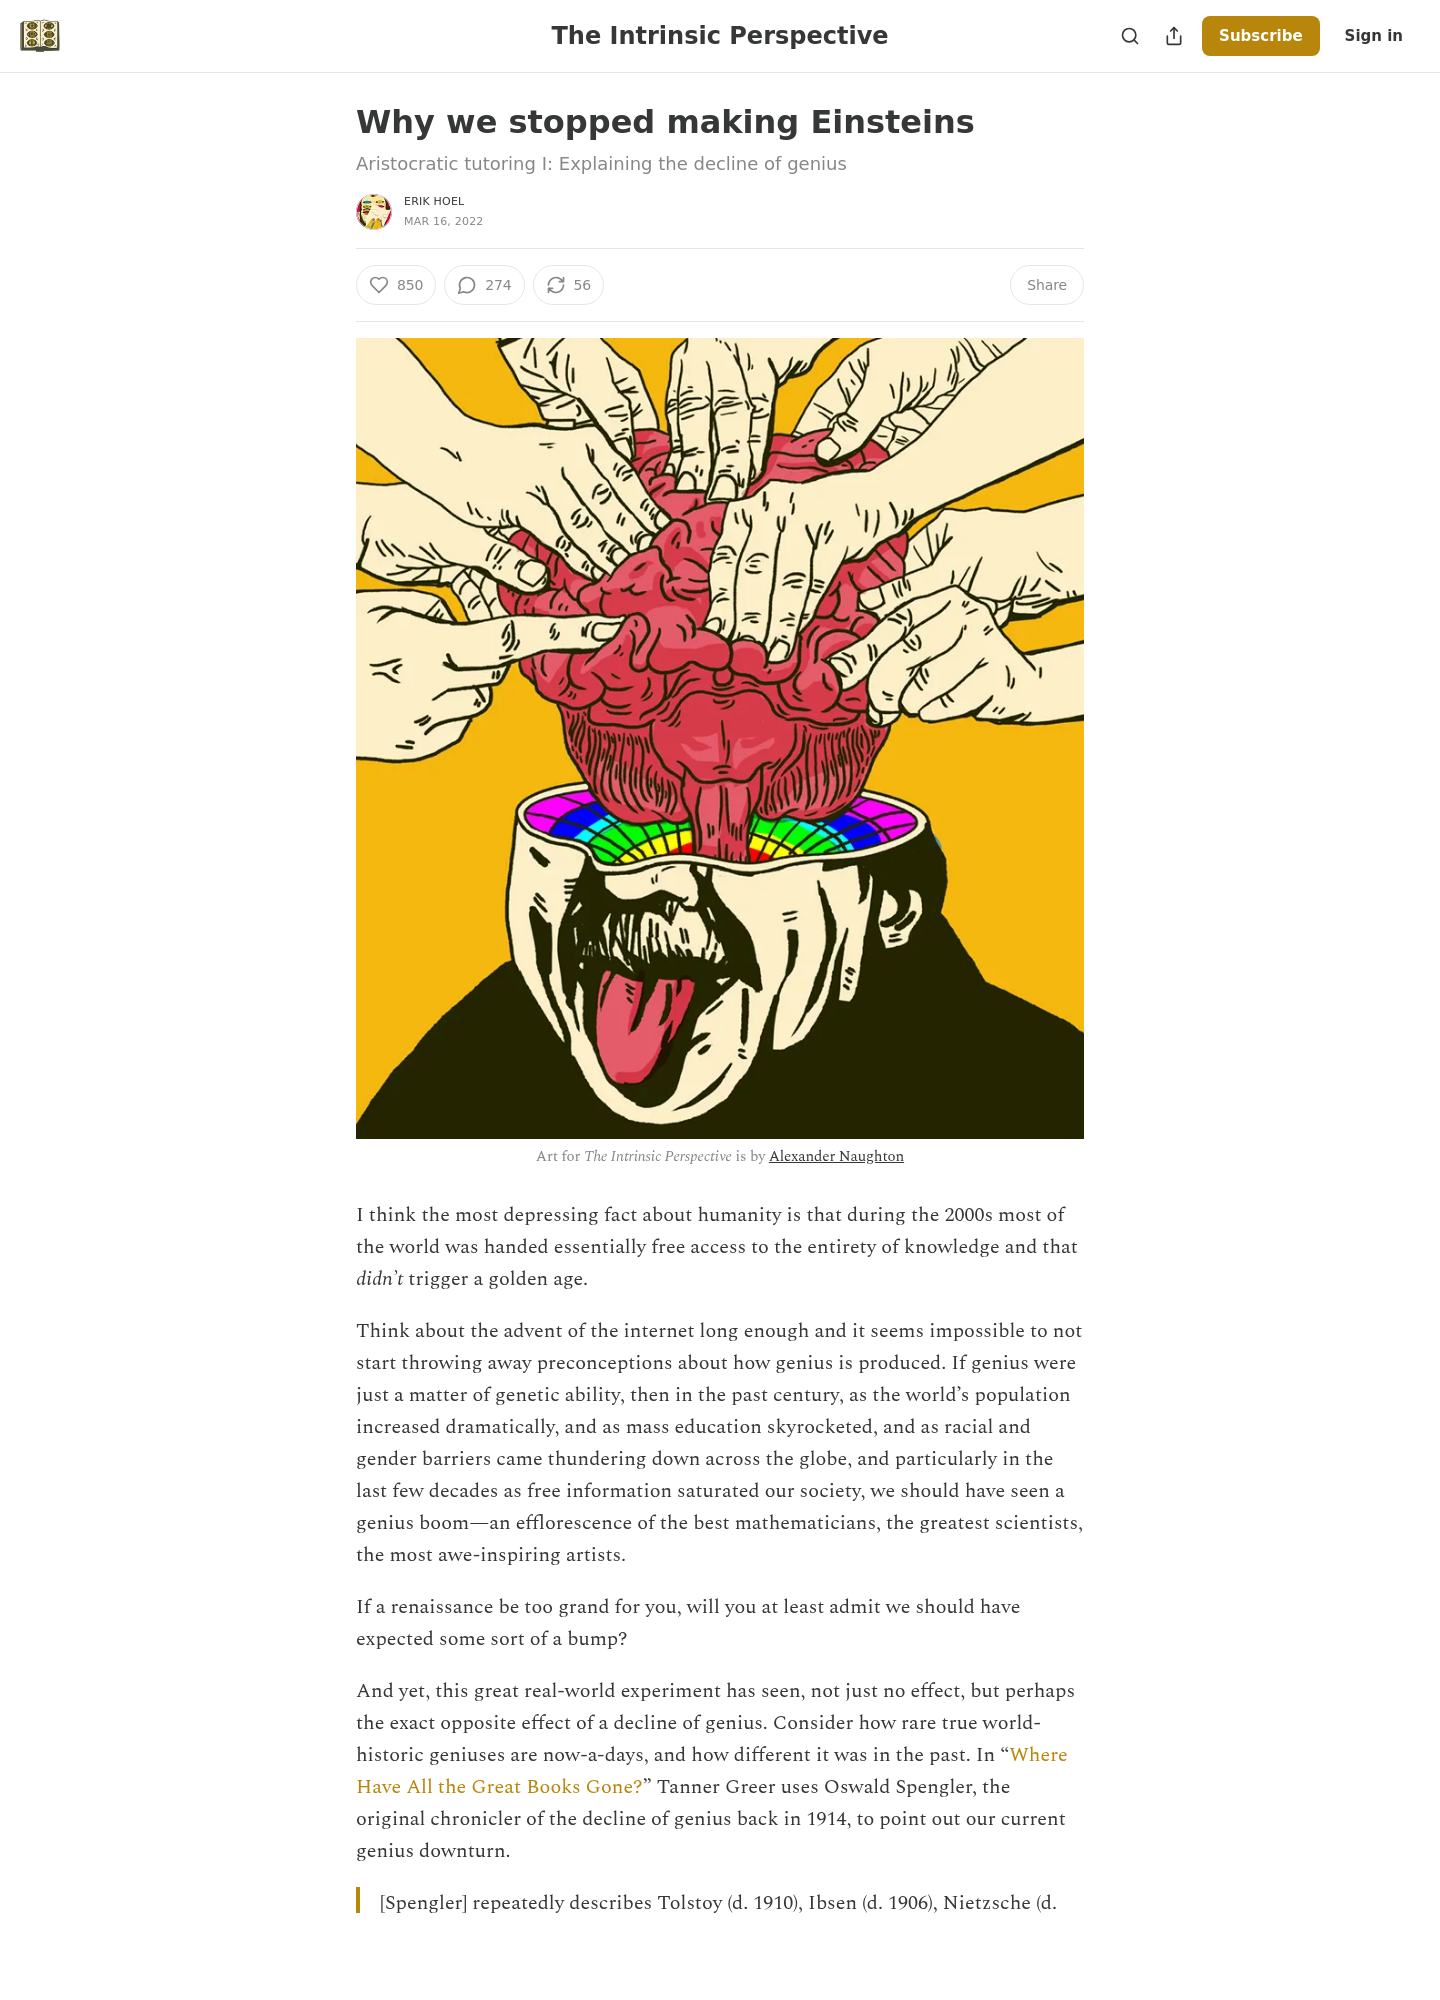 The Intrinsic Perspective
Subscribe
Sign in
Why we stopped making Einsteins
Aristocratic tutoring I: Explaining the decline of genius
ERIK HOEL
MAR 16, 2022
850
274
56
Share
Art for The Intrinsic Perspective is by Alexander Naughton
I think the most depressing fact about humanity is that during the 2000s most of
the world was handed essentially free access to the entirety of knowledge and that
didn’t trigger a golden age.
Think about the advent of the internet long enough and it seems impossible to not
start throwing away preconceptions about how genius is produced. If genius were
just a matter of genetic ability, then in the past century, as the world’s population
increased dramatically, and as mass education skyrocketed, and as racial and
gender barriers came thundering down across the globe, and particularly in the
last few decades as free information saturated our society, we should have seen a
genius boom—an efflorescence of the best mathematicians, the greatest scientists,
the most awe-inspiring artists.
If a renaissance be too grand for you, will you at least admit we should have
expected some sort of a bump?
And yet, this great real-world experiment has seen, not just no effect, but perhaps
the exact opposite effect of a decline of genius. Consider how rare true world-
historic geniuses are now-a-days, and how different it was in the past. In “Where
Have All the Great Books Gone?” Tanner Greer uses Oswald Spengler, the
original chronicler of the decline of genius back in 1914, to point out our current
genius downturn.
[Spengler] repeatedly describes Tolstoy (d. 1910), Ibsen (d. 1906), Nietzsche (d.